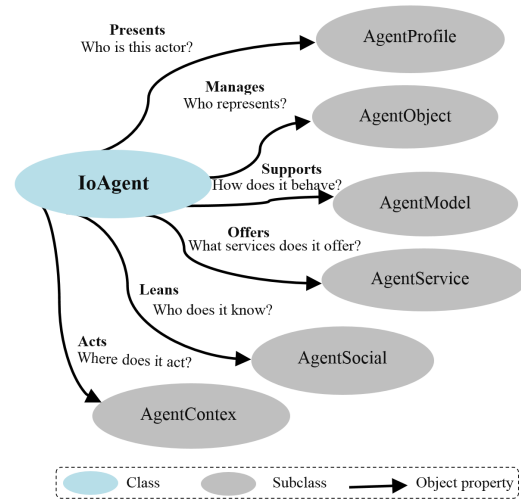 Presents
Who is this actor?
AgentProfile
Manages
Who represents?
AgentObject
IoAgent
Supports
How does it behave?
AgentModel
Offers
What services does it offer?
AgentService
Leans
Who does it know?
AgentSocial
Acts
Where does it act?
AgentContex
Class
Subclass
Object property